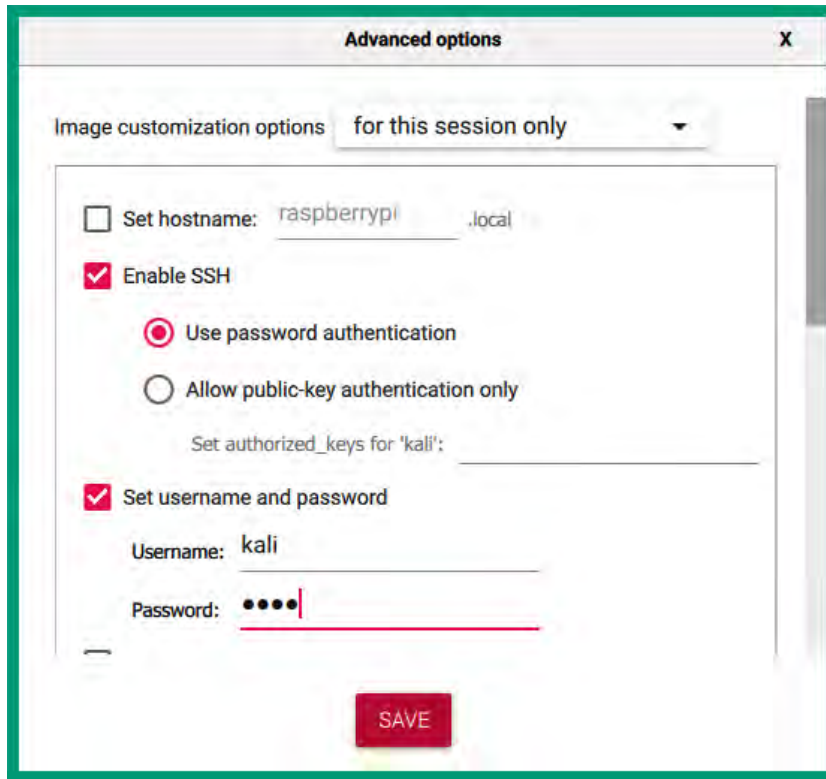 Advanced options X
Image customization options for this session only
Set hostname: raspberrypi .local
Enable SSH
Use password authentication
Allow public-key authentication only
Set authorized_keys for 'kali':
Set username and password
Username: kali
Password: ••••
SAVE